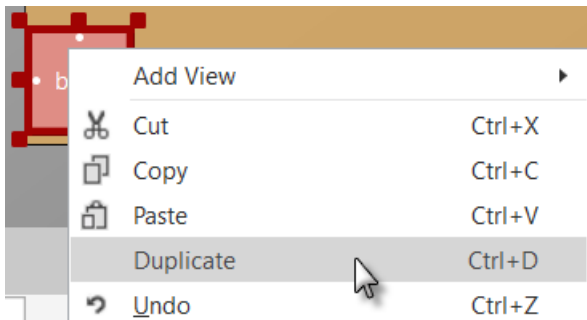 b
Add View
Cut Ctrl+X
Copy Ctrl+C
Paste Ctrl+V
Duplicate Ctrl+D
Undo Ctrl+Z